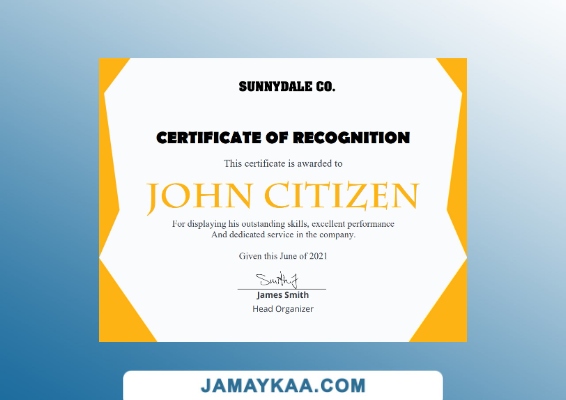 SUNNYDALE CO.
CERTIFICATE OF RECOGNITION
This certificate is awarded to
JOHN CITIZEN
For displaying his outstanding skills, excellent performance
And dedicated service in the company.
Given this June of 2021
Smith J
James Smith
Head Organizer
JAMAYKAA.COM